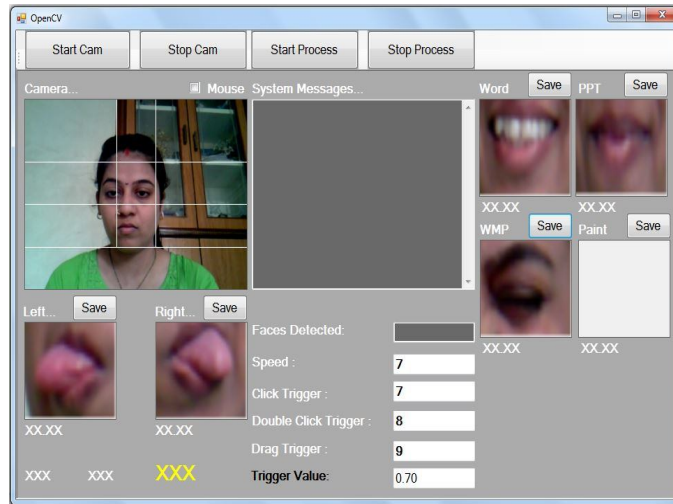 OpenCV
Start Cam Stop Cam Start Process Stop Process
Camera... Mouse System Messages... Word Save PPT Save
XX.XX XX.XX
WMP Save Paint Save
Left... Save Right... Save
Faces Detected:
XX.XX XX.XX
Speed : 7
Click Trigger : 7
Double Click Trigger : 8
XX.XX XX.XX
Drag Trigger : 9
XXX XXX XXX Trigger Value: 0.70